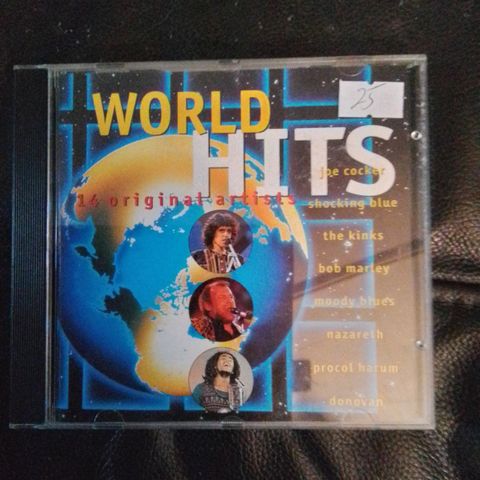 WORLD
25
HITS
joe cocker
14 original artists
shocking blue
the kinks
bob marley
moody blues
nazareth
procol harum
donovan